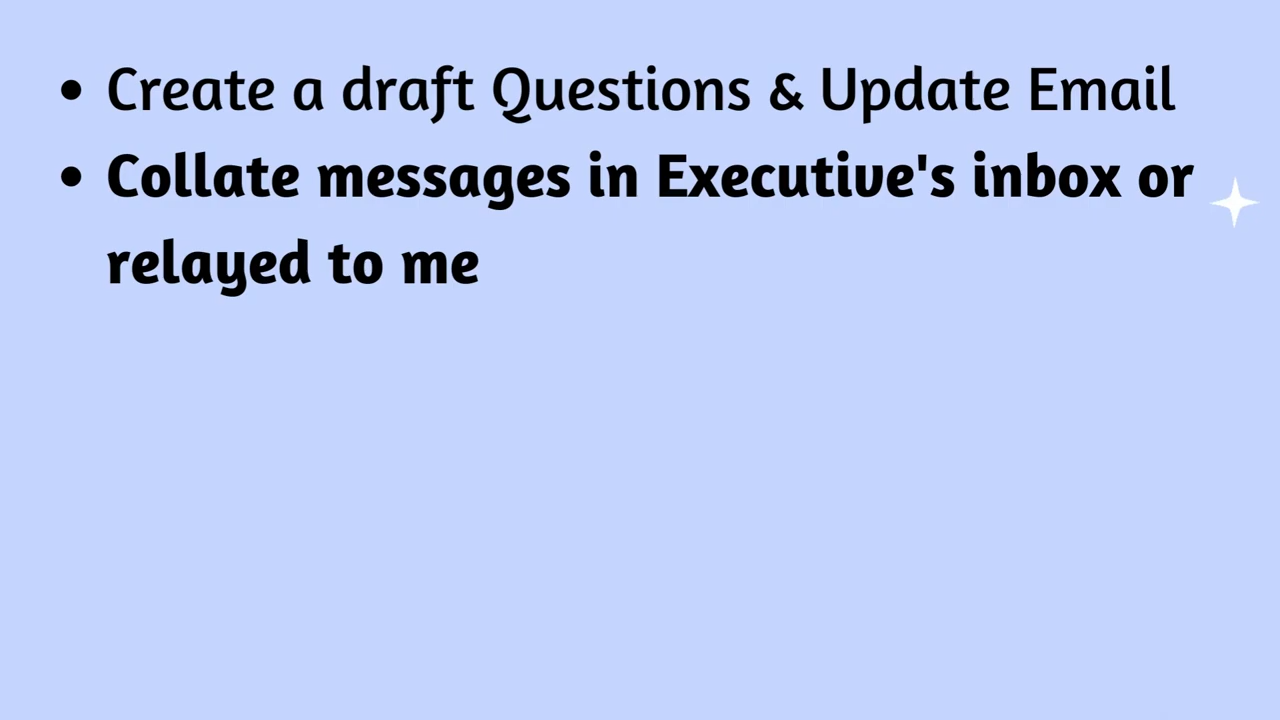 • Create a draft Questions & Update Email
• Collate messages in Executive's inbox or
relayed to me